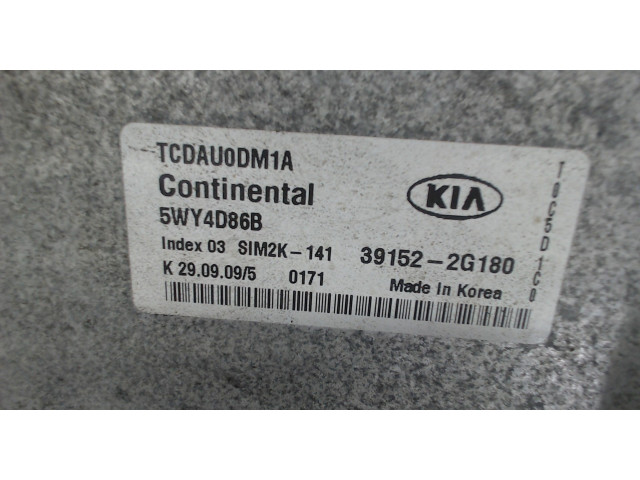 TCDAU0DM1A
Continental
5WY4D86B
Index 03 SIM2K-141
K 29.09.09/5 0171
KIA
39152-2G180
Made In Korea
T0C5D1C0